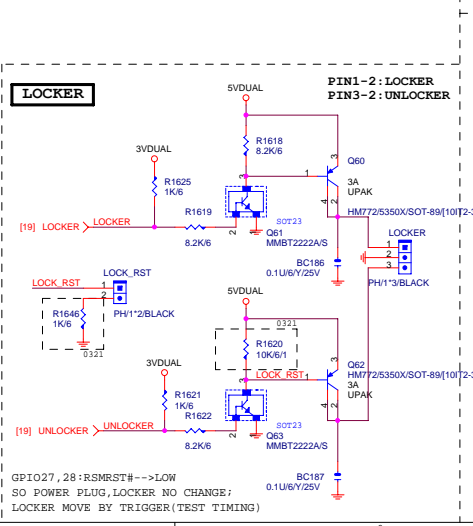 LOCKER
PIN1-2:LOCKER
PIN3-2:UNLOCKER
5VDUAL
R1618
8.2K/6
3VDUAL
R1625
1K/6
Q60
3
1
3A
UPAK
4
2
HM772/5350X/SOT-89/[10IT2-3
[19] LOCKER
LOCKER
R1619
8.2K/6
3
2
1
SOT23
Q61
MMBT2222A/S
LOCKER
1
2
3
PH/1*3/BLACK
BC186
0.1U/6/Y/25V
LOCK_RST
LOCK_RST
1
2
PH/1*2/BLACK
R1646
1K/6
0321
5VDUAL
0321
R1620
10K/6/1
LOCK_RST
1
3
Q62
HM772/5350X/SOT-89/[10IT2-3
3A
UPAK
4
2
3VDUAL
R1621
1K/6
[19] UNLOCKER
UNLOCKER
R1622
8.2K/6
3
2
1
SOT23
Q63
MMBT2222A/S
BC187
0.1U/6/Y/25V
GPIO27,28:RSMRST#-->LOW
SO POWER PLUG,LOCKER NO CHANGE;
LOCKER MOVE BY TRIGGER(TEST TIMING)